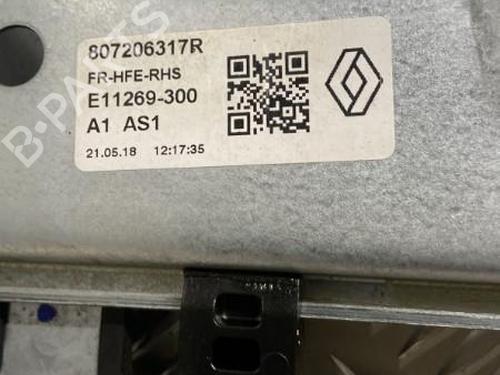 807206317R
FR-HFE-RHS
E11269-300
A1 AS1
21.05.18 12:17:35
B-PARTS